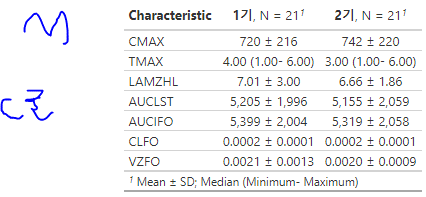 Characteristic 1기, N = 21¹ 2기, N = 21¹
CMAX 720 ± 216 742 ± 220
TMAX 4.00 (1.00- 6.00) 3.00 (1.00- 6.00)
LAMZHL 7.01 ± 3.00 6.66 ± 1.86
AUCLST 5,205 ± 1,996 5,155 ± 2,059
AUCIFO 5,399 ± 2,004 5,319 ± 2,058
CLFO 0.0002 ± 0.0001 0.0002 ± 0.0001
VZFO 0.0021 ± 0.0013 0.0020 ± 0.0009
¹ Mean ± SD; Median (Minimum- Maximum)